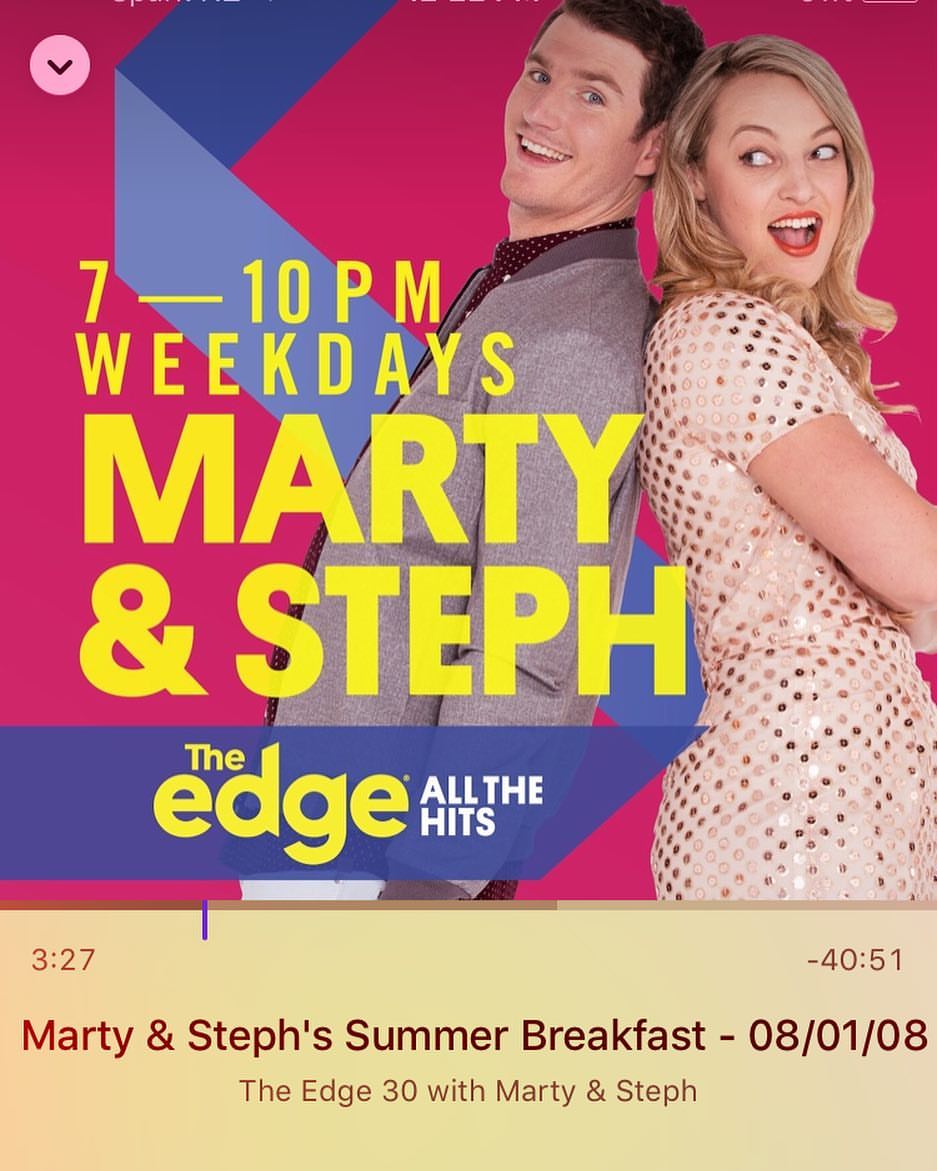 7 — 10 PM
WEEKDAYS
MARTY
& STEPH
The
edge
ALL THE
HITS
3:27
-40:51
Marty & Steph's Summer Breakfast - 08/01/08
The Edge 30 with Marty & Steph